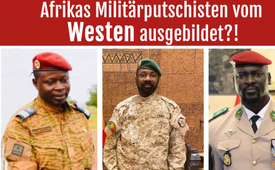 Afrikas Militärputschisten vom
Westen ausgebildet?!